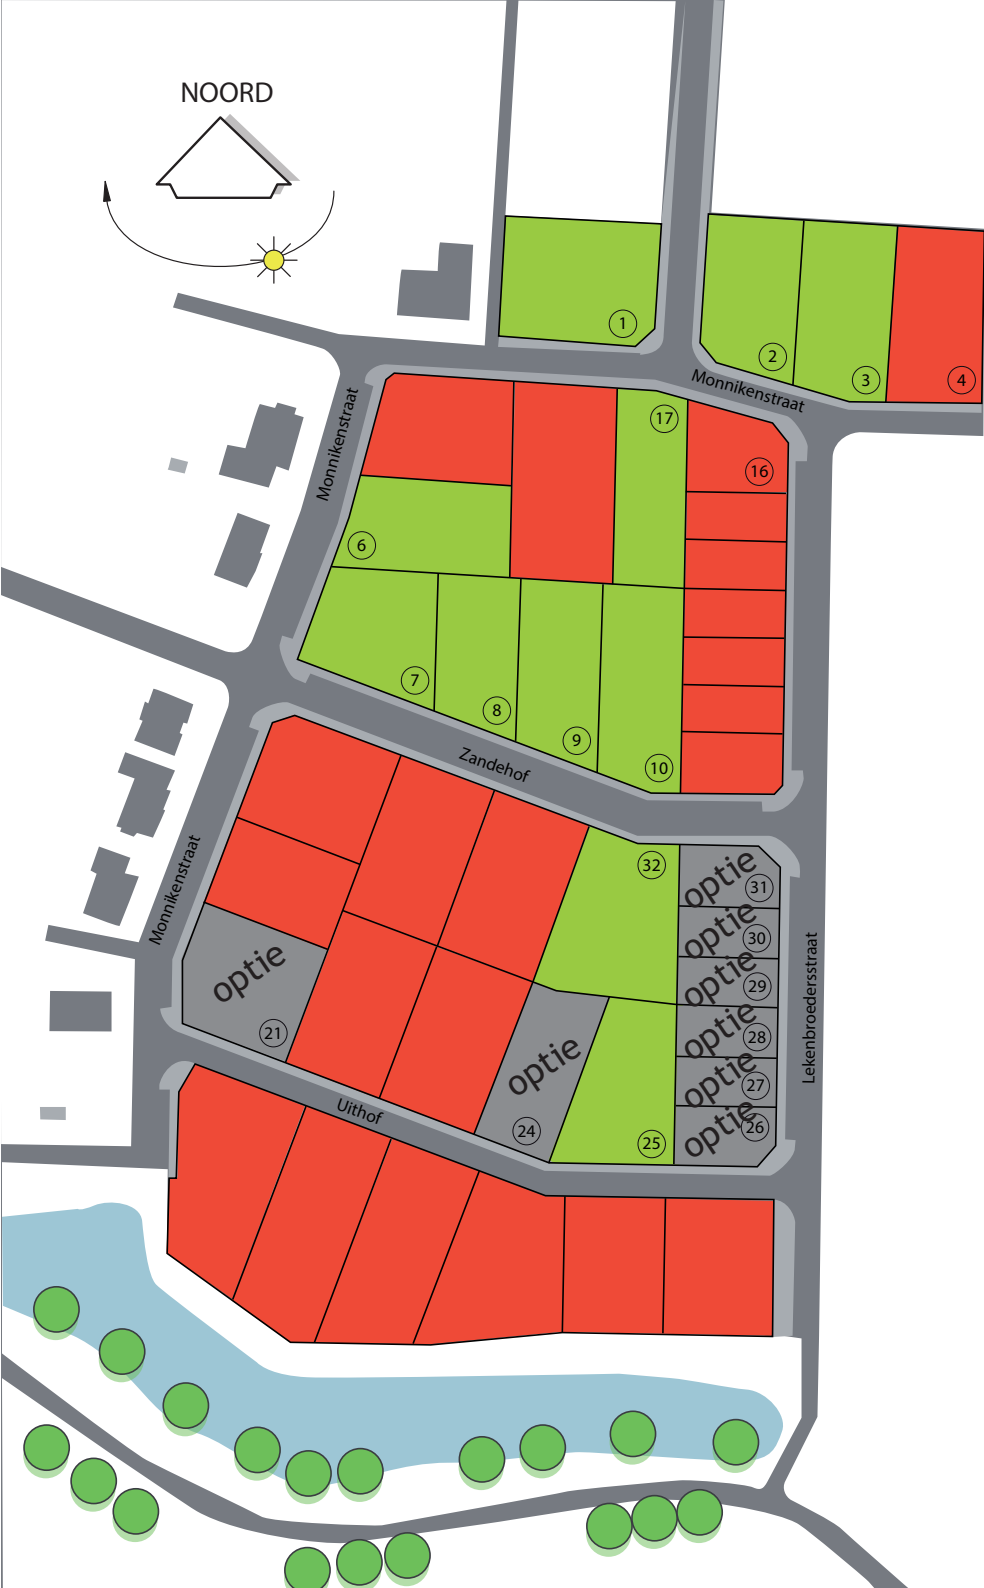 NOORD
1
2
3
4
Monnikenstraat
17
16
Monnikenstraat
6
7
8
9
10
Zandehof
32
optie
31
optie
30
optie
29
optie
28
optie
27
optie
26
Monnikenstraat
optie
21
optie
24
25
Lekenbroedersstraat
Uithof